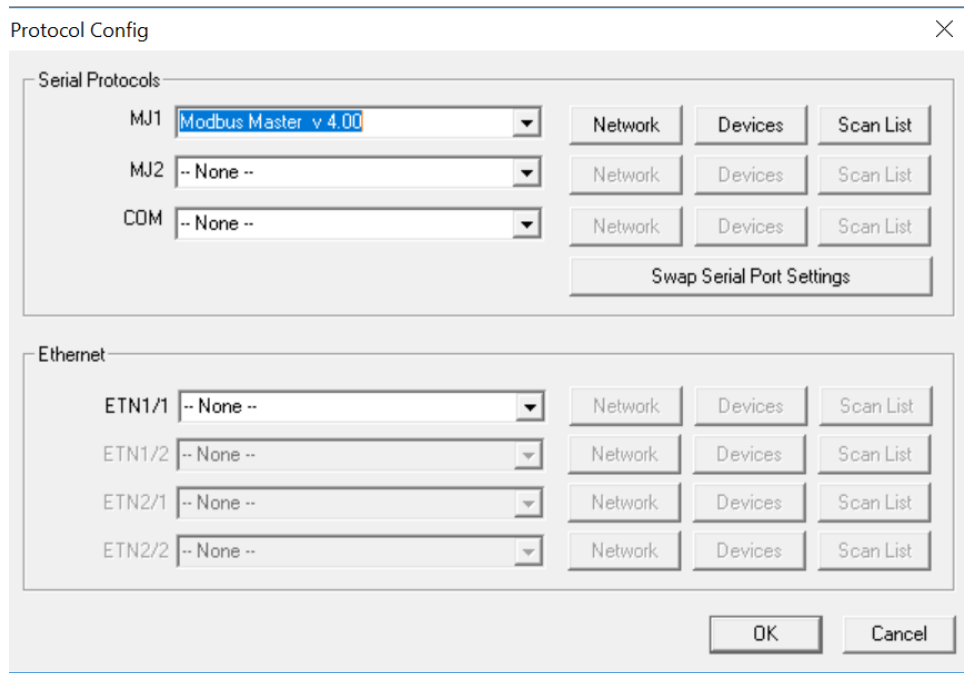 Protocol Config
Serial Protocols
MJ1 Modbus Master v 4.00 Network Devices Scan List
MJ2 -- None -- Network Devices Scan List
COM -- None -- Network Devices Scan List
Swap Serial Port Settings
Ethernet
ETN1/1 -- None -- Network Devices Scan List
ETN1/2 -- None -- Network Devices Scan List
ETN2/1 -- None -- Network Devices Scan List
ETN2/2 -- None -- Network Devices Scan List
OK Cancel